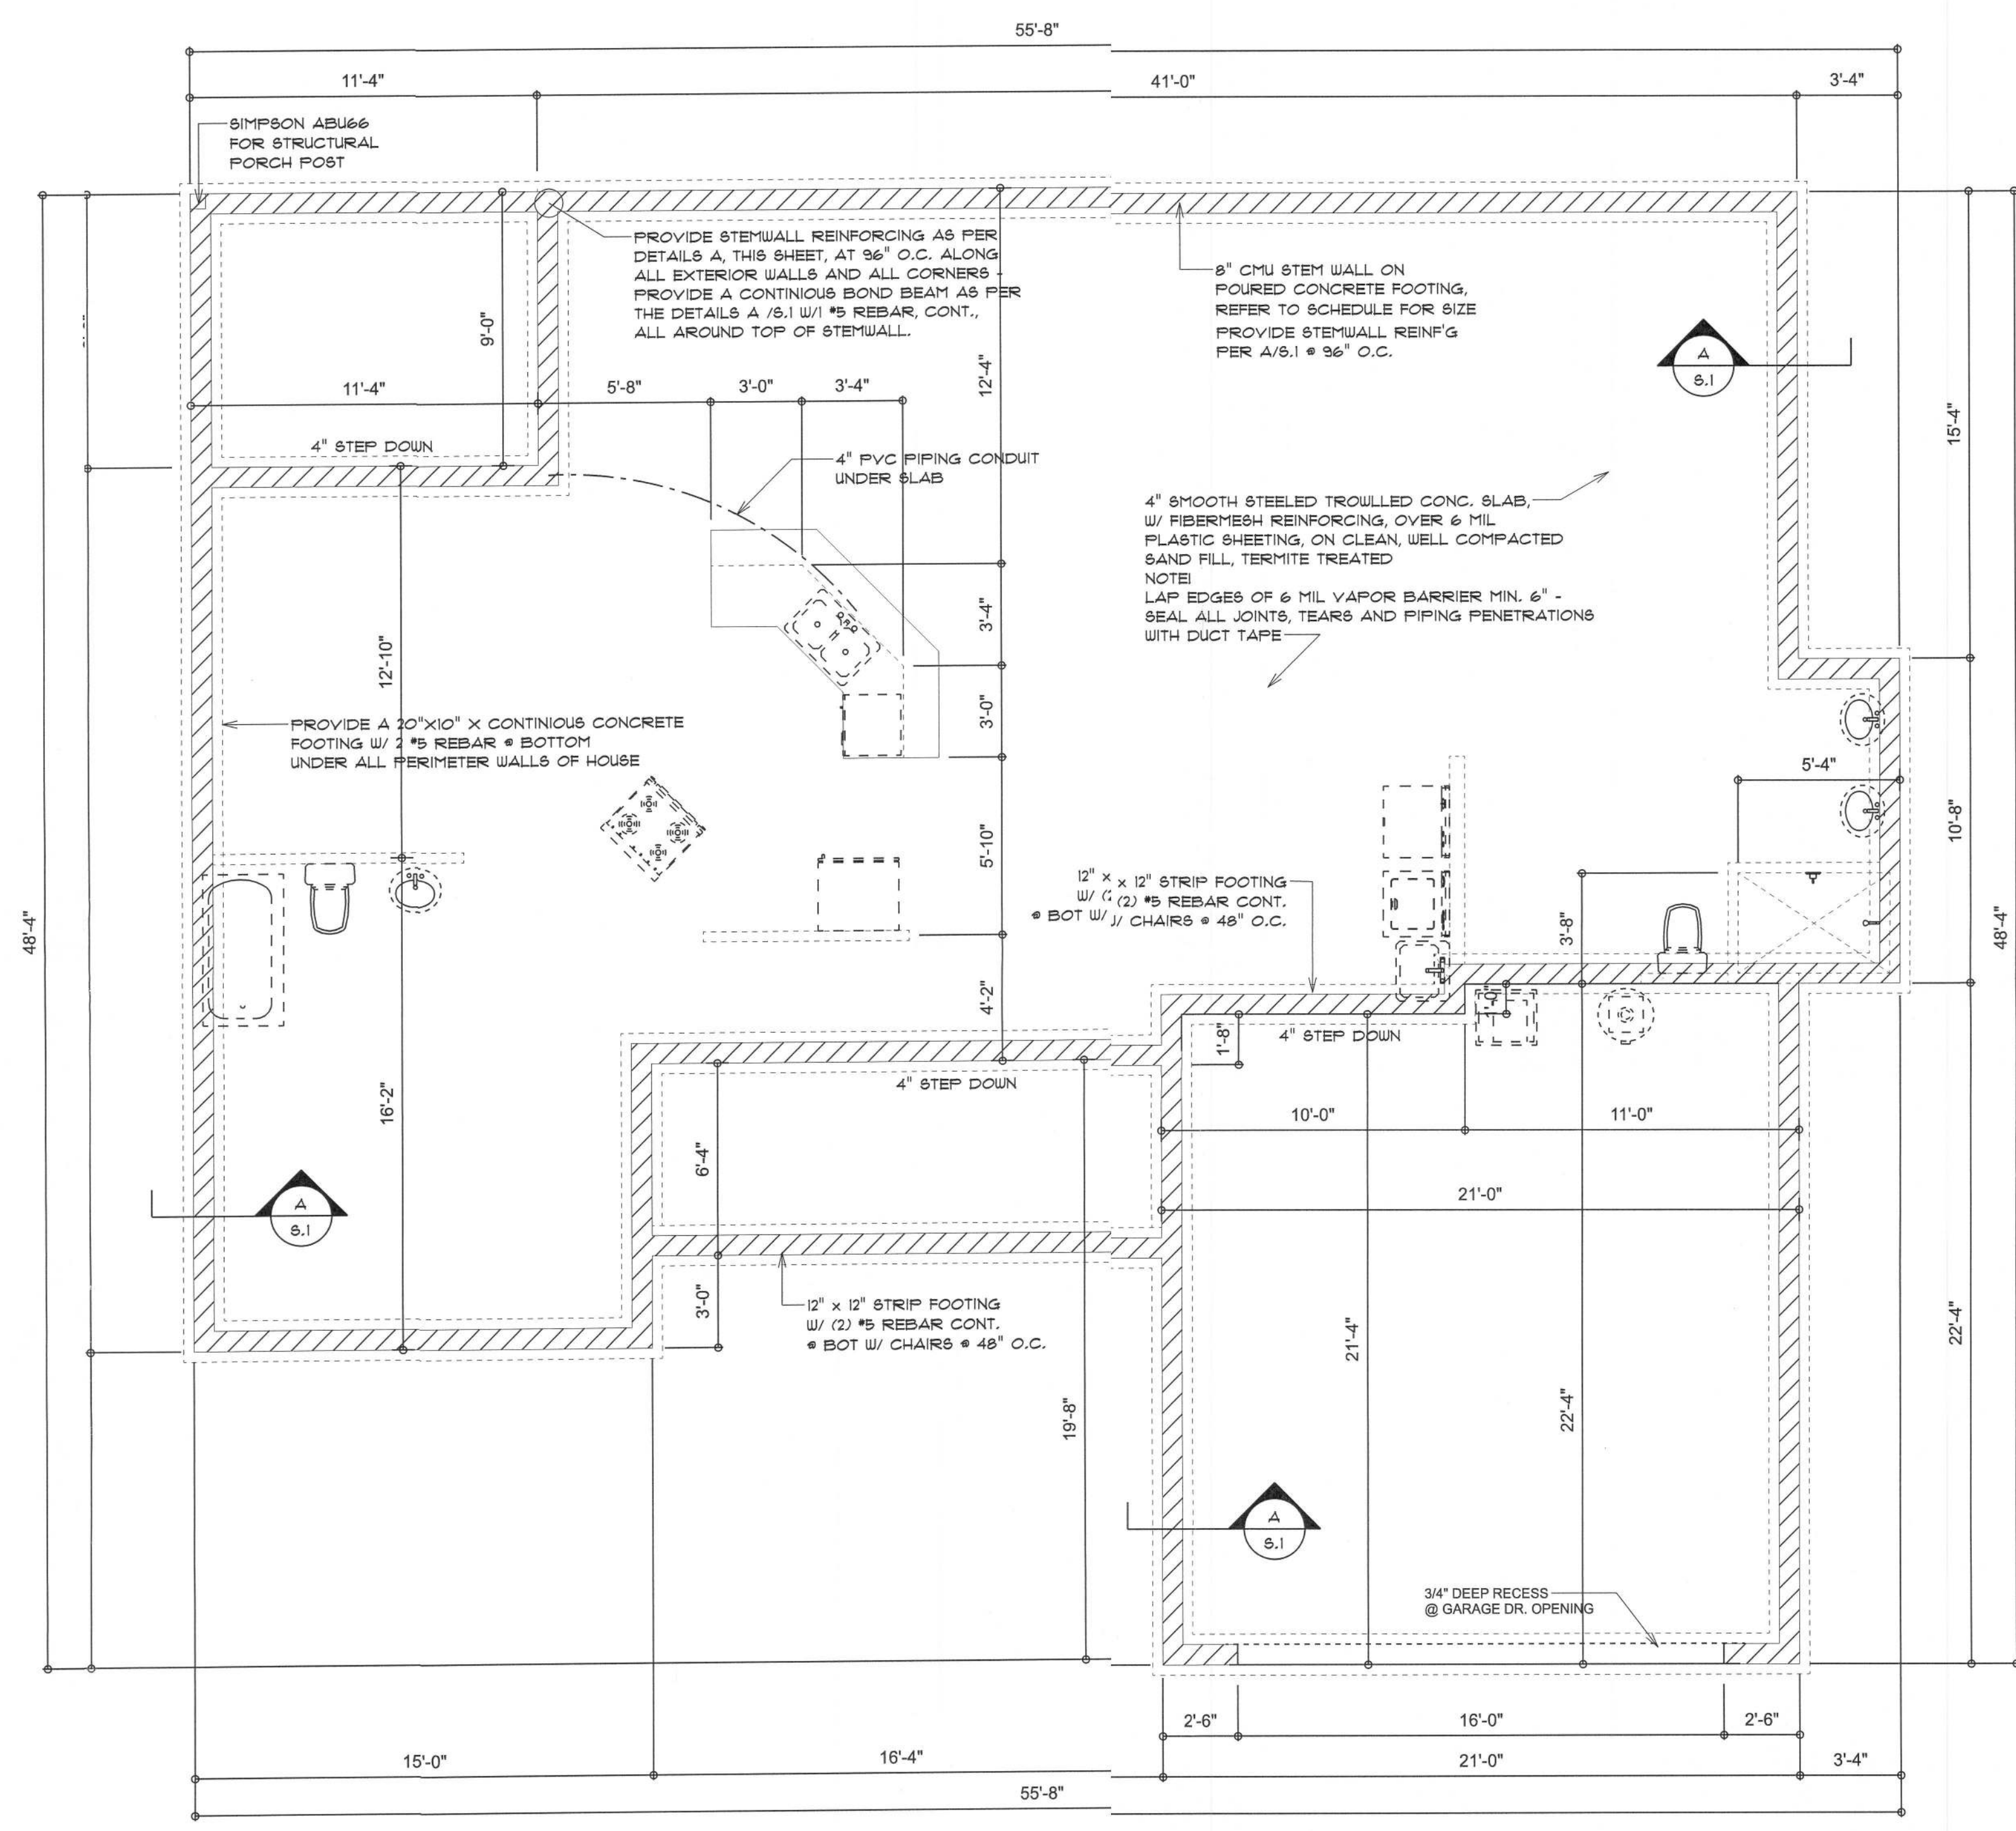 55'-8"
11'-4"
41'-0"
3'-4"
SIMPSON ABU66
FOR STRUCTURAL
PORCH POST
PROVIDE STEMWALL REINFORCING AS PER
DETAILS A, THIS SHEET, AT 96" O.C. ALONG
ALL EXTERIOR WALLS AND ALL CORNERS -
PROVIDE A CONTINIOUS BOND BEAM AS PER
THE DETAILS A /S.1 W/1 #5 REBAR, CONT.,
ALL AROUND TOP OF STEMWALL.
8" CMU STEM WALL ON
POURED CONCRETE FOOTING,
REFER TO SCHEDULE FOR SIZE
PROVIDE STEMWALL REINF'G
PER A/S.1 @ 96" O.C.
A
S.1
9'-0"
12'-4"
15'-4"
11'-4"
5'-8"
3'-0"
3'-4"
4" STEP DOWN
4" PVC PIPING CONDUIT
UNDER SLAB
4" SMOOTH STEELED TROWLLED CONC. SLAB,
W/ FIBERMESH REINFORCING, OVER 6 MIL
PLASTIC SHEETING, ON CLEAN, WELL COMPACTED
SAND FILL, TERMITE TREATED
NOTE!
LAP EDGES OF 6 MIL VAPOR BARRIER MIN. 6" -
SEAL ALL JOINTS, TEARS AND PIPING PENETRATIONS
WITH DUCT TAPE
12'-10"
3'-4"
3'-0"
PROVIDE A 20"X10" X CONTINIOUS CONCRETE
FOOTING W/ 2 #5 REBAR @ BOTTOM
UNDER ALL PERIMETER WALLS OF HOUSE
5'-4"
5'-10"
10'-8"
12" x x 12" STRIP FOOTING
W/ (2 (2) #5 REBAR CONT.
@ BOT W/ J/ CHAIRS @ 48" O.C.
48'-4"
3'-8"
48'-4"
4'-2"
1'-0"
1'-8"
4" STEP DOWN
4" STEP DOWN
16'-2"
10'-0"
11'-0"
6'-4"
21'-0"
A
S.1
3'-0"
12" x 12" STRIP FOOTING
W/ (2) #5 REBAR CONT.
@ BOT W/ CHAIRS @ 48" O.C.
21'-4"
22'-4"
22'-4"
19'-8"
A
S.1
3/4" DEEP RECESS
@ GARAGE DR. OPENING
2'-6"
16'-0"
2'-6"
15'-0"
16'-4"
21'-0"
3'-4"
55'-8"